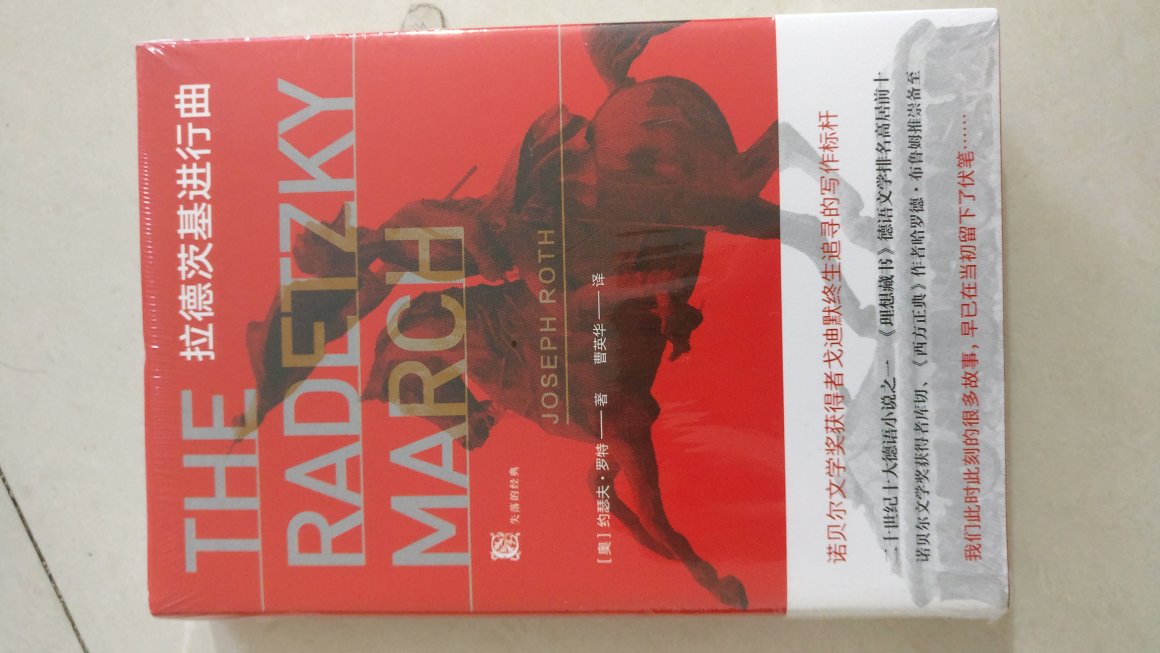 拉德茨基进行曲
THE
RADETZKY
MARCH
JOSEPH ROTH
失落的经典
[奥] 约瑟夫·罗特——著 曹英华——译
诺贝尔文学奖获得者戈迪默终生追寻的写作标杆
二十世纪十大德语小说之一 《理想藏书》德语文学排名高居前十
诺贝尔文学奖获得者库切、《西方正典》作者哈罗德·布鲁姆推崇备至
我们此时此刻的很多故事，早已在当初留下了伏笔……